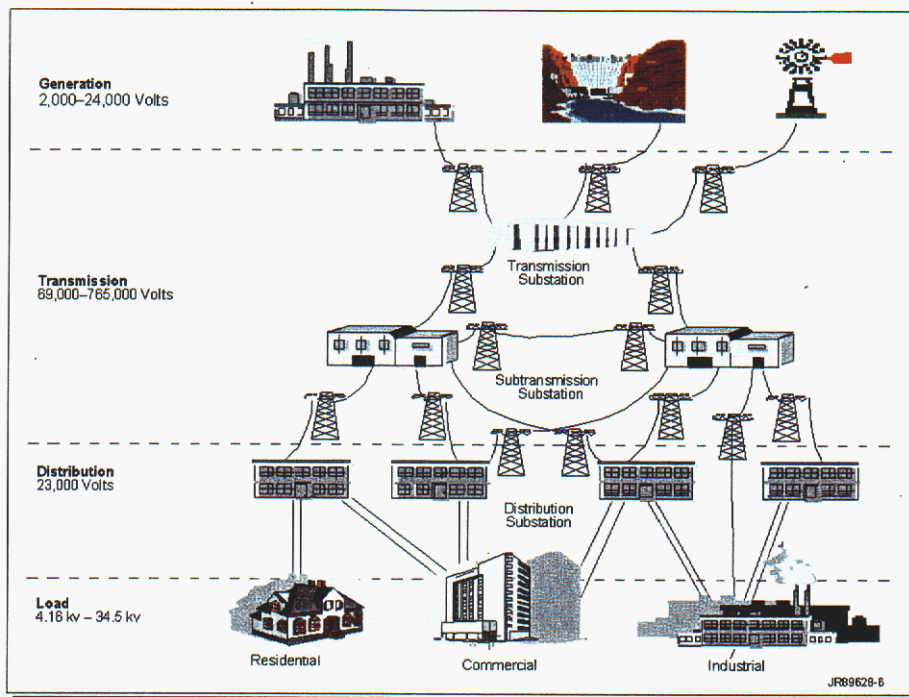 Generation
2,000–24,000 Volts
Transmission
Substation
Transmission
69,000–765,000 Volts
Subtransmission
Substation
Distribution
23,000 Volts
Distribution
Substation
Load
4.16 kv – 34.5 kv
Residential
Commercial
Industrial
JR89628-6